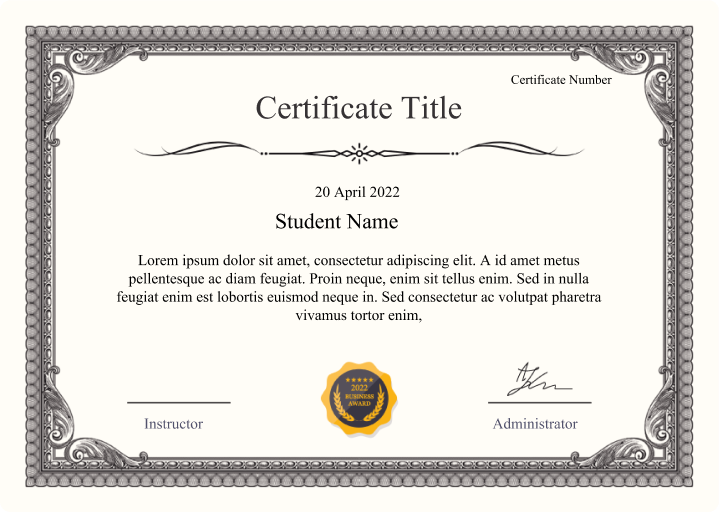 Certificate Number
Certificate Title
20 April 2022
Student Name
Lorem ipsum dolor sit amet, consectetur adipiscing elit. A id amet metus
pellentesque ac diam feugiat. Proin neque, enim sit tellus enim. Sed in nulla
feugiat enim est lobortis euismod neque in. Sed consectetur ac volutpat pharetra
vivamus tortor enim,
2022
BUSINESS
AWARD
Instructor
Administrator